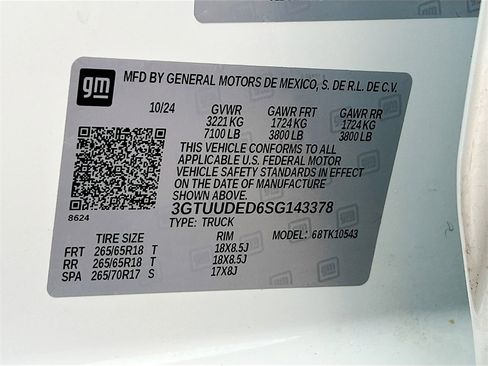 gm
MFD BY GENERAL MOTORS DE MEXICO, S. DE R.L. DE C.V.
10/24 GVWR GAWR FRT GAWR RR
3221 KG 1724 KG 1724 KG
7100 LB 3800 LB 3800 LB
THIS VEHICLE CONFORMS TO ALL
APPLICABLE U.S. FEDERAL MOTOR
VEHICLE SAFETY STANDARDS IN EFFECT
ON THE DATE OF MANUFACTURE SHOWN ABOVE.
8624 3GTUUDED6SG143378
TYPE: TRUCK MODEL: 68TK10543
TIRE SIZE RIM
FRT 265/65R18 T 18X8.5J
RR 265/65R18 T 18X8.5J
SPA 265/70R17 S 17X8J